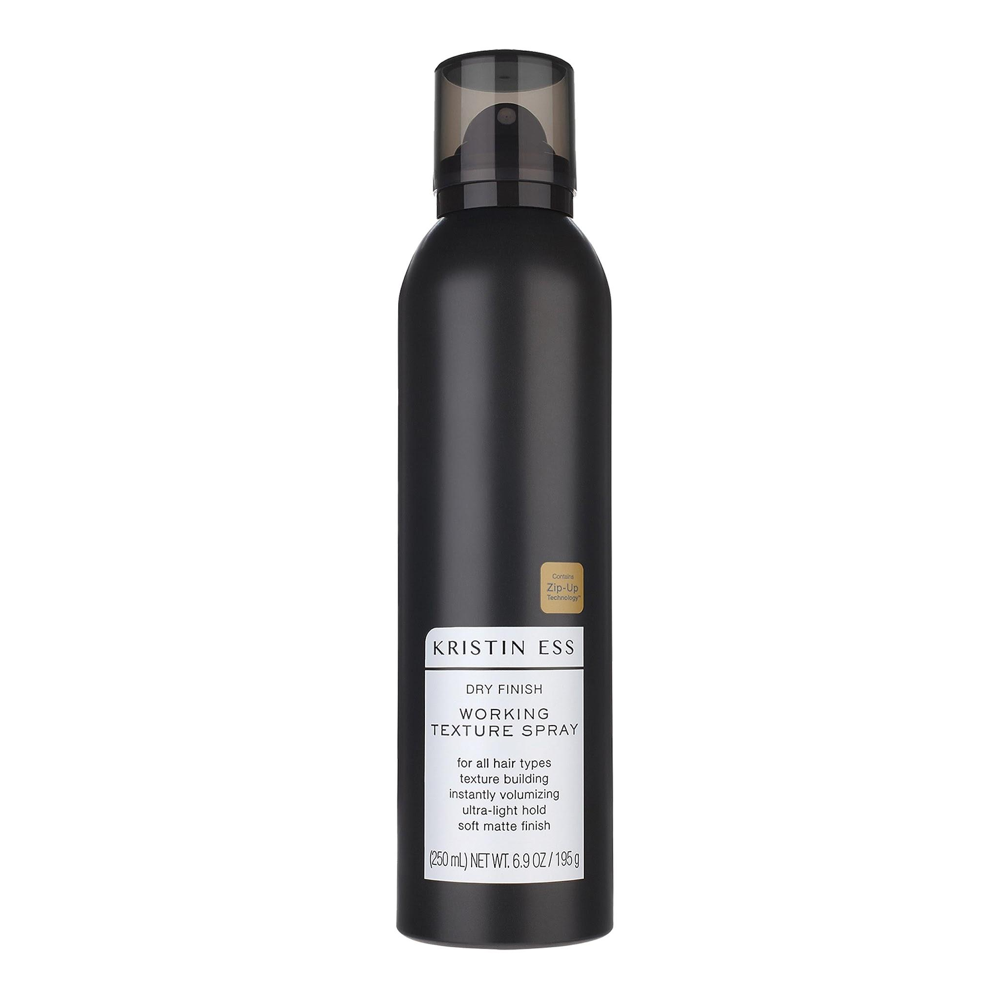 Contains
Zip-Up
Technology™
KRISTIN ESS
DRY FINISH
WORKING
TEXTURE SPRAY
for all hair types
texture building
instantly volumizing
ultra-light hold
soft matte finish
(250 mL) NET WT. 6.9 OZ / 195 g